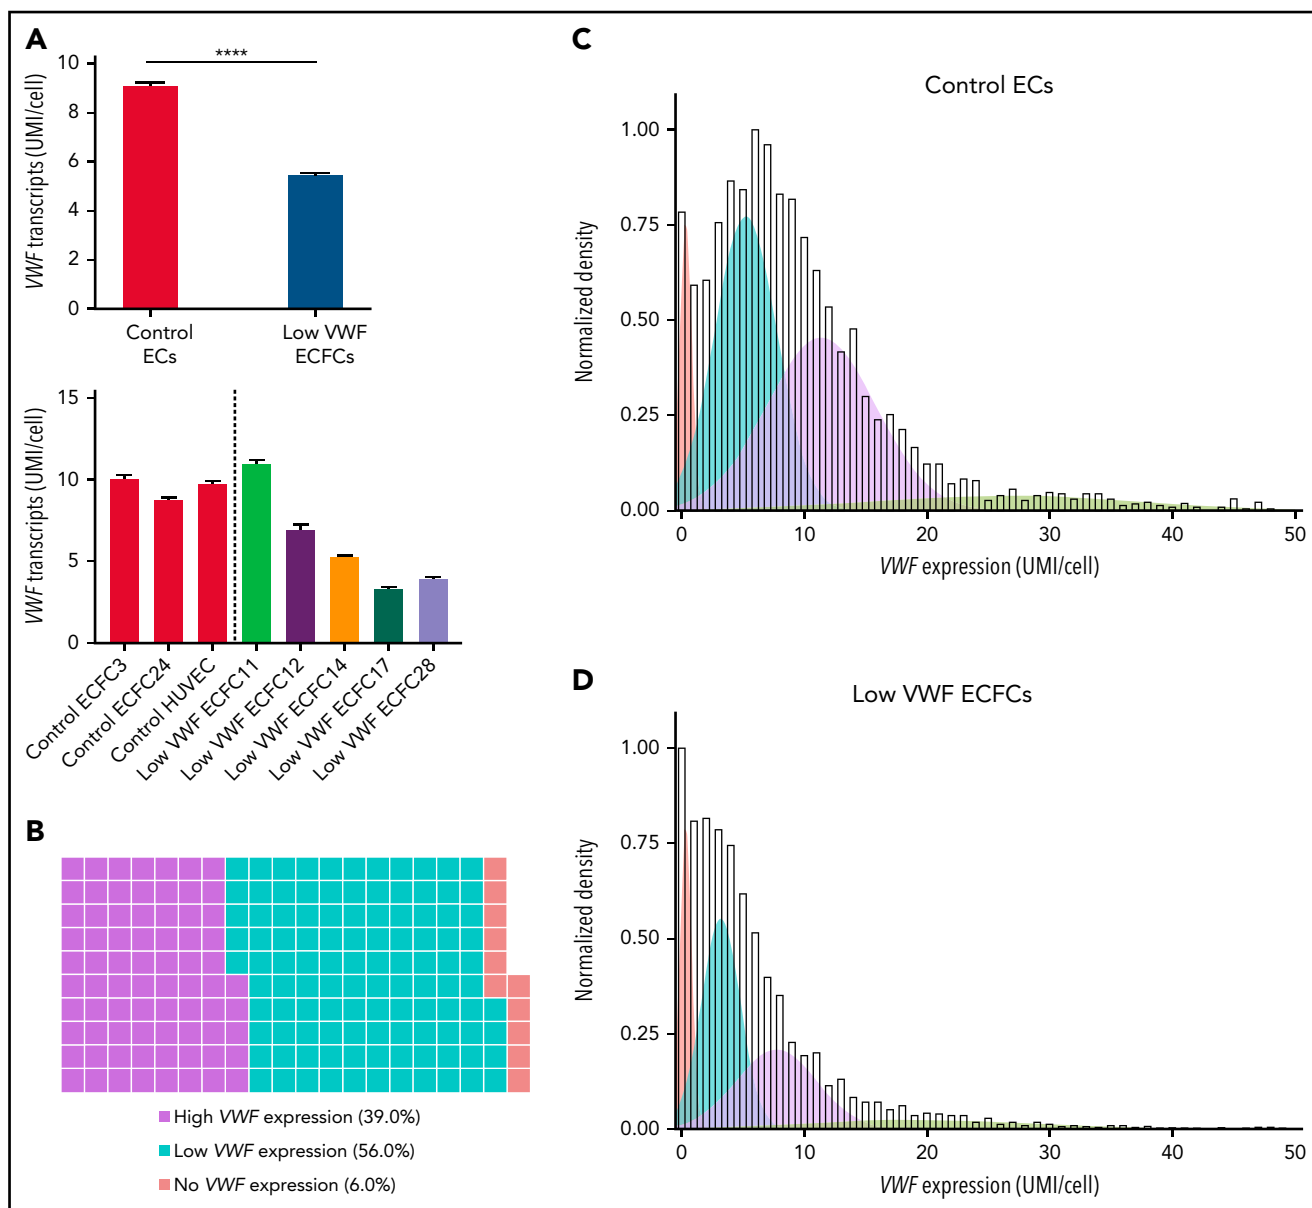 A
****
10
8
6
4
2
0
VWF transcripts (UMI/cell)
Control
ECs
Low VWF
ECFCs
15
10
5
0
VWF transcripts (UMI/cell)
Control ECFC3
Control ECFC24
Control HUVEC
Low VWF ECFC11
Low VWF ECFC12
Low VWF ECFC14
Low VWF ECFC17
Low VWF ECFC28
B
High VWF expression (39.0%)
Low VWF expression (56.0%)
No VWF expression (6.0%)
C
Control ECs
1.00
0.75
0.50
0.25
0.00
Normalized density
0 10 20 30 40 50
VWF expression (UMI/cell)
D
Low VWF ECFCs
1.00
0.75
0.50
0.25
0.00
Normalized density
0 10 20 30 40 50
VWF expression (UMI/cell)